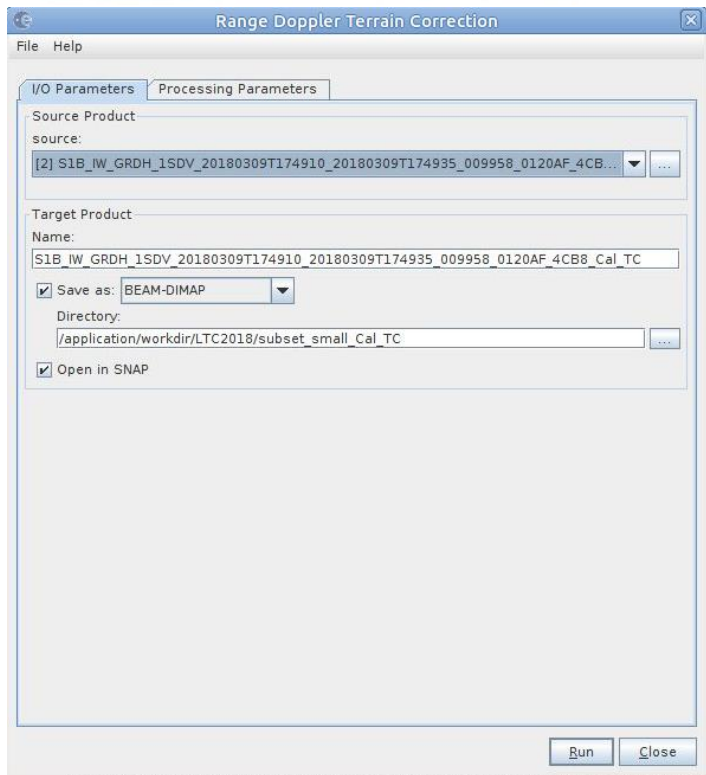 Range Doppler Terrain Correction
File Help
I/O Parameters Processing Parameters
Source Product
source:
[2] S1B_IW_GRDH_1SDV_20180309T174910_20180309T174935_009958_0120AF_4CB... ...
Target Product
Name:
S1B_IW_GRDH_1SDV_20180309T174910_20180309T174935_009958_0120AF_4CB8_Cal_TC
Save as: BEAM-DIMAP
Directory:
/application/workdir/LTC2018/subset_small_Cal_TC ...
Open in SNAP
Run Close